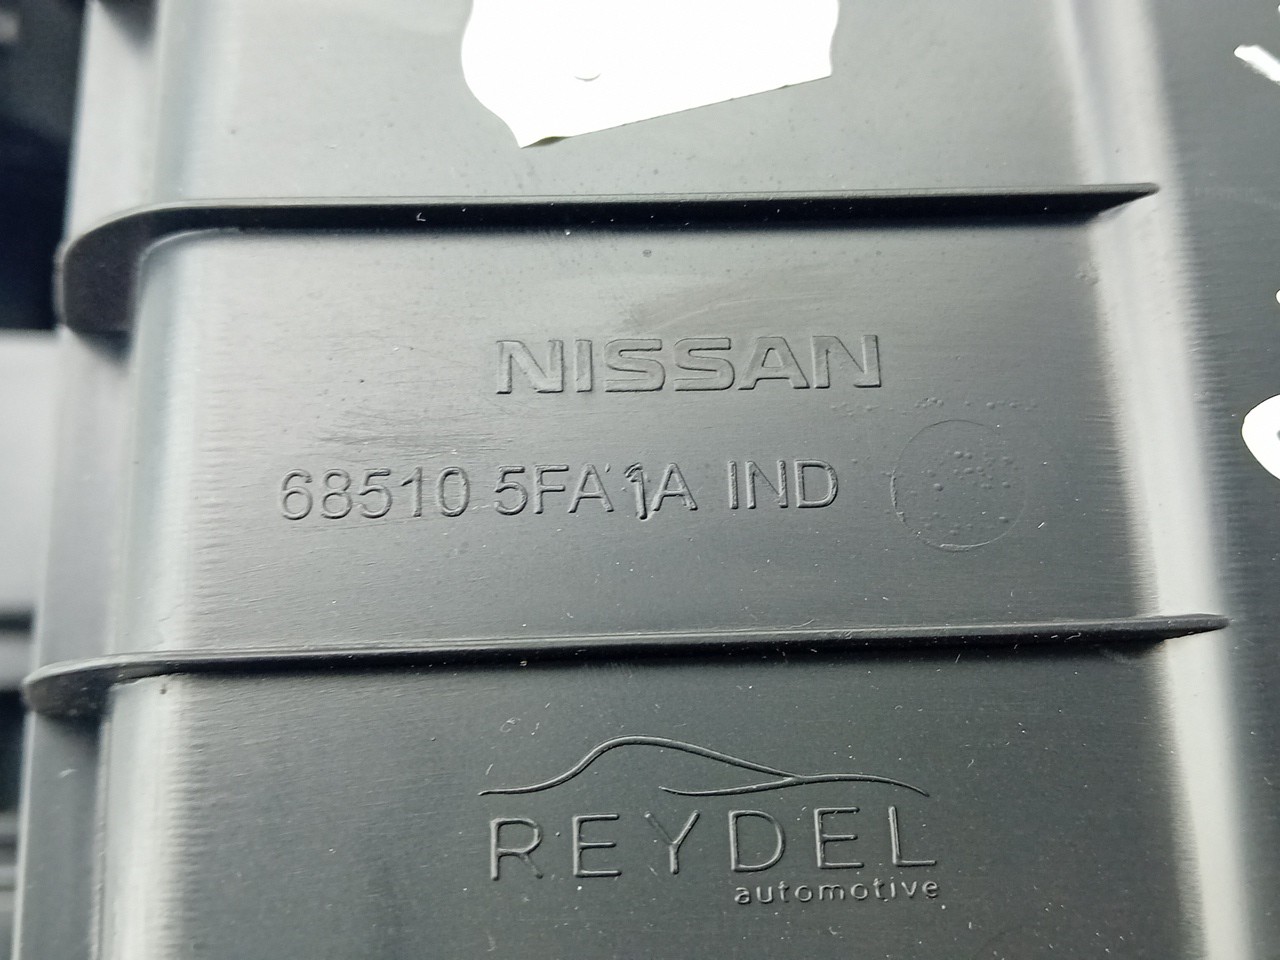 NISSAN
68510 5FA1A IND
REYDEL
automotive